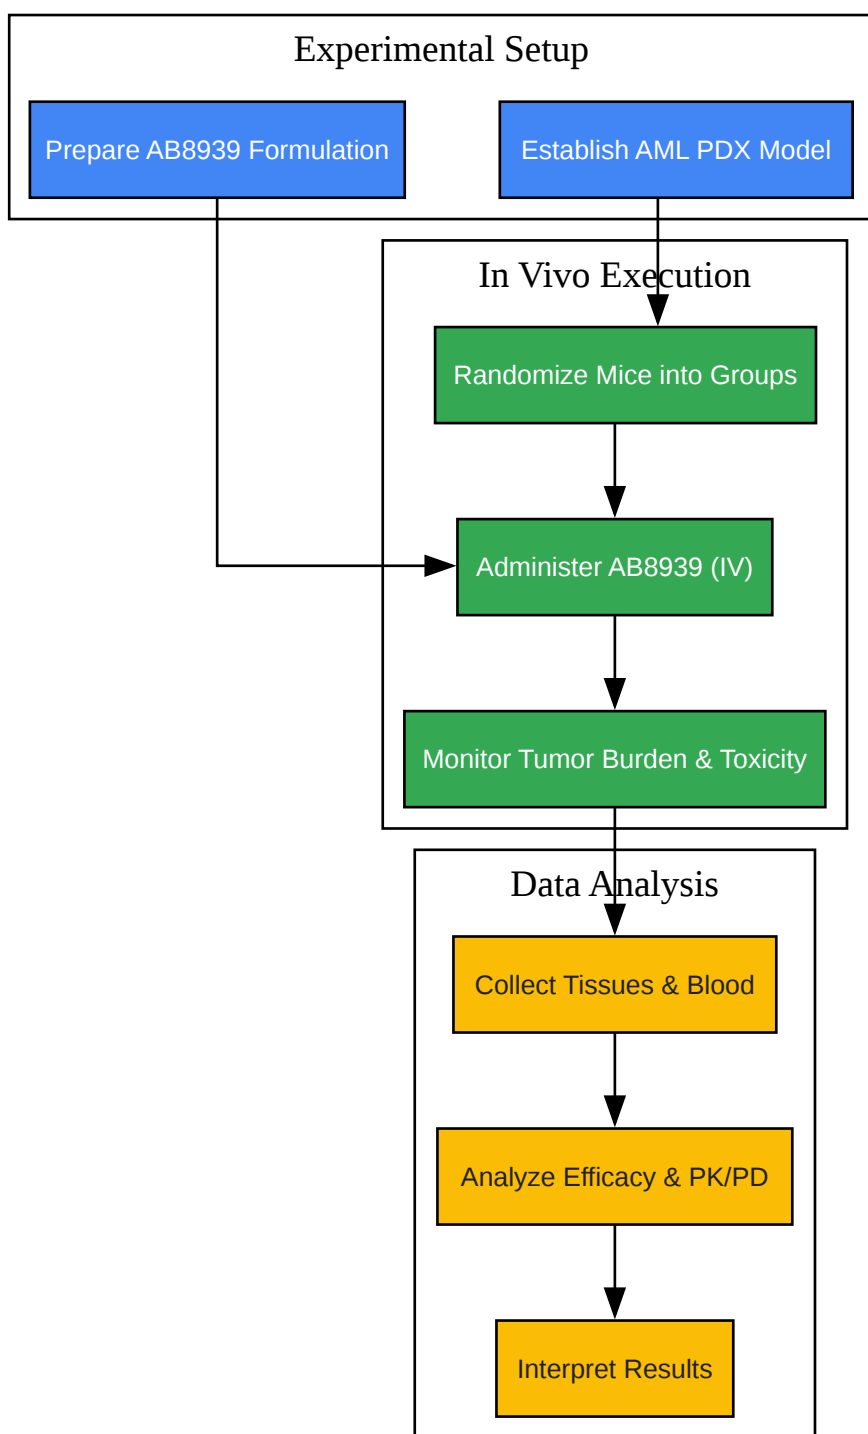 Experimental Setup
Prepare AB8939 Formulation
Establish AML PDX Model
In Vivo Execution
Randomize Mice into Groups
Administer AB8939 (IV)
Monitor Tumor Burden & Toxicity
Data Analysis
Collect Tissues & Blood
Analyze Efficacy & PK/PD
Interpret Results